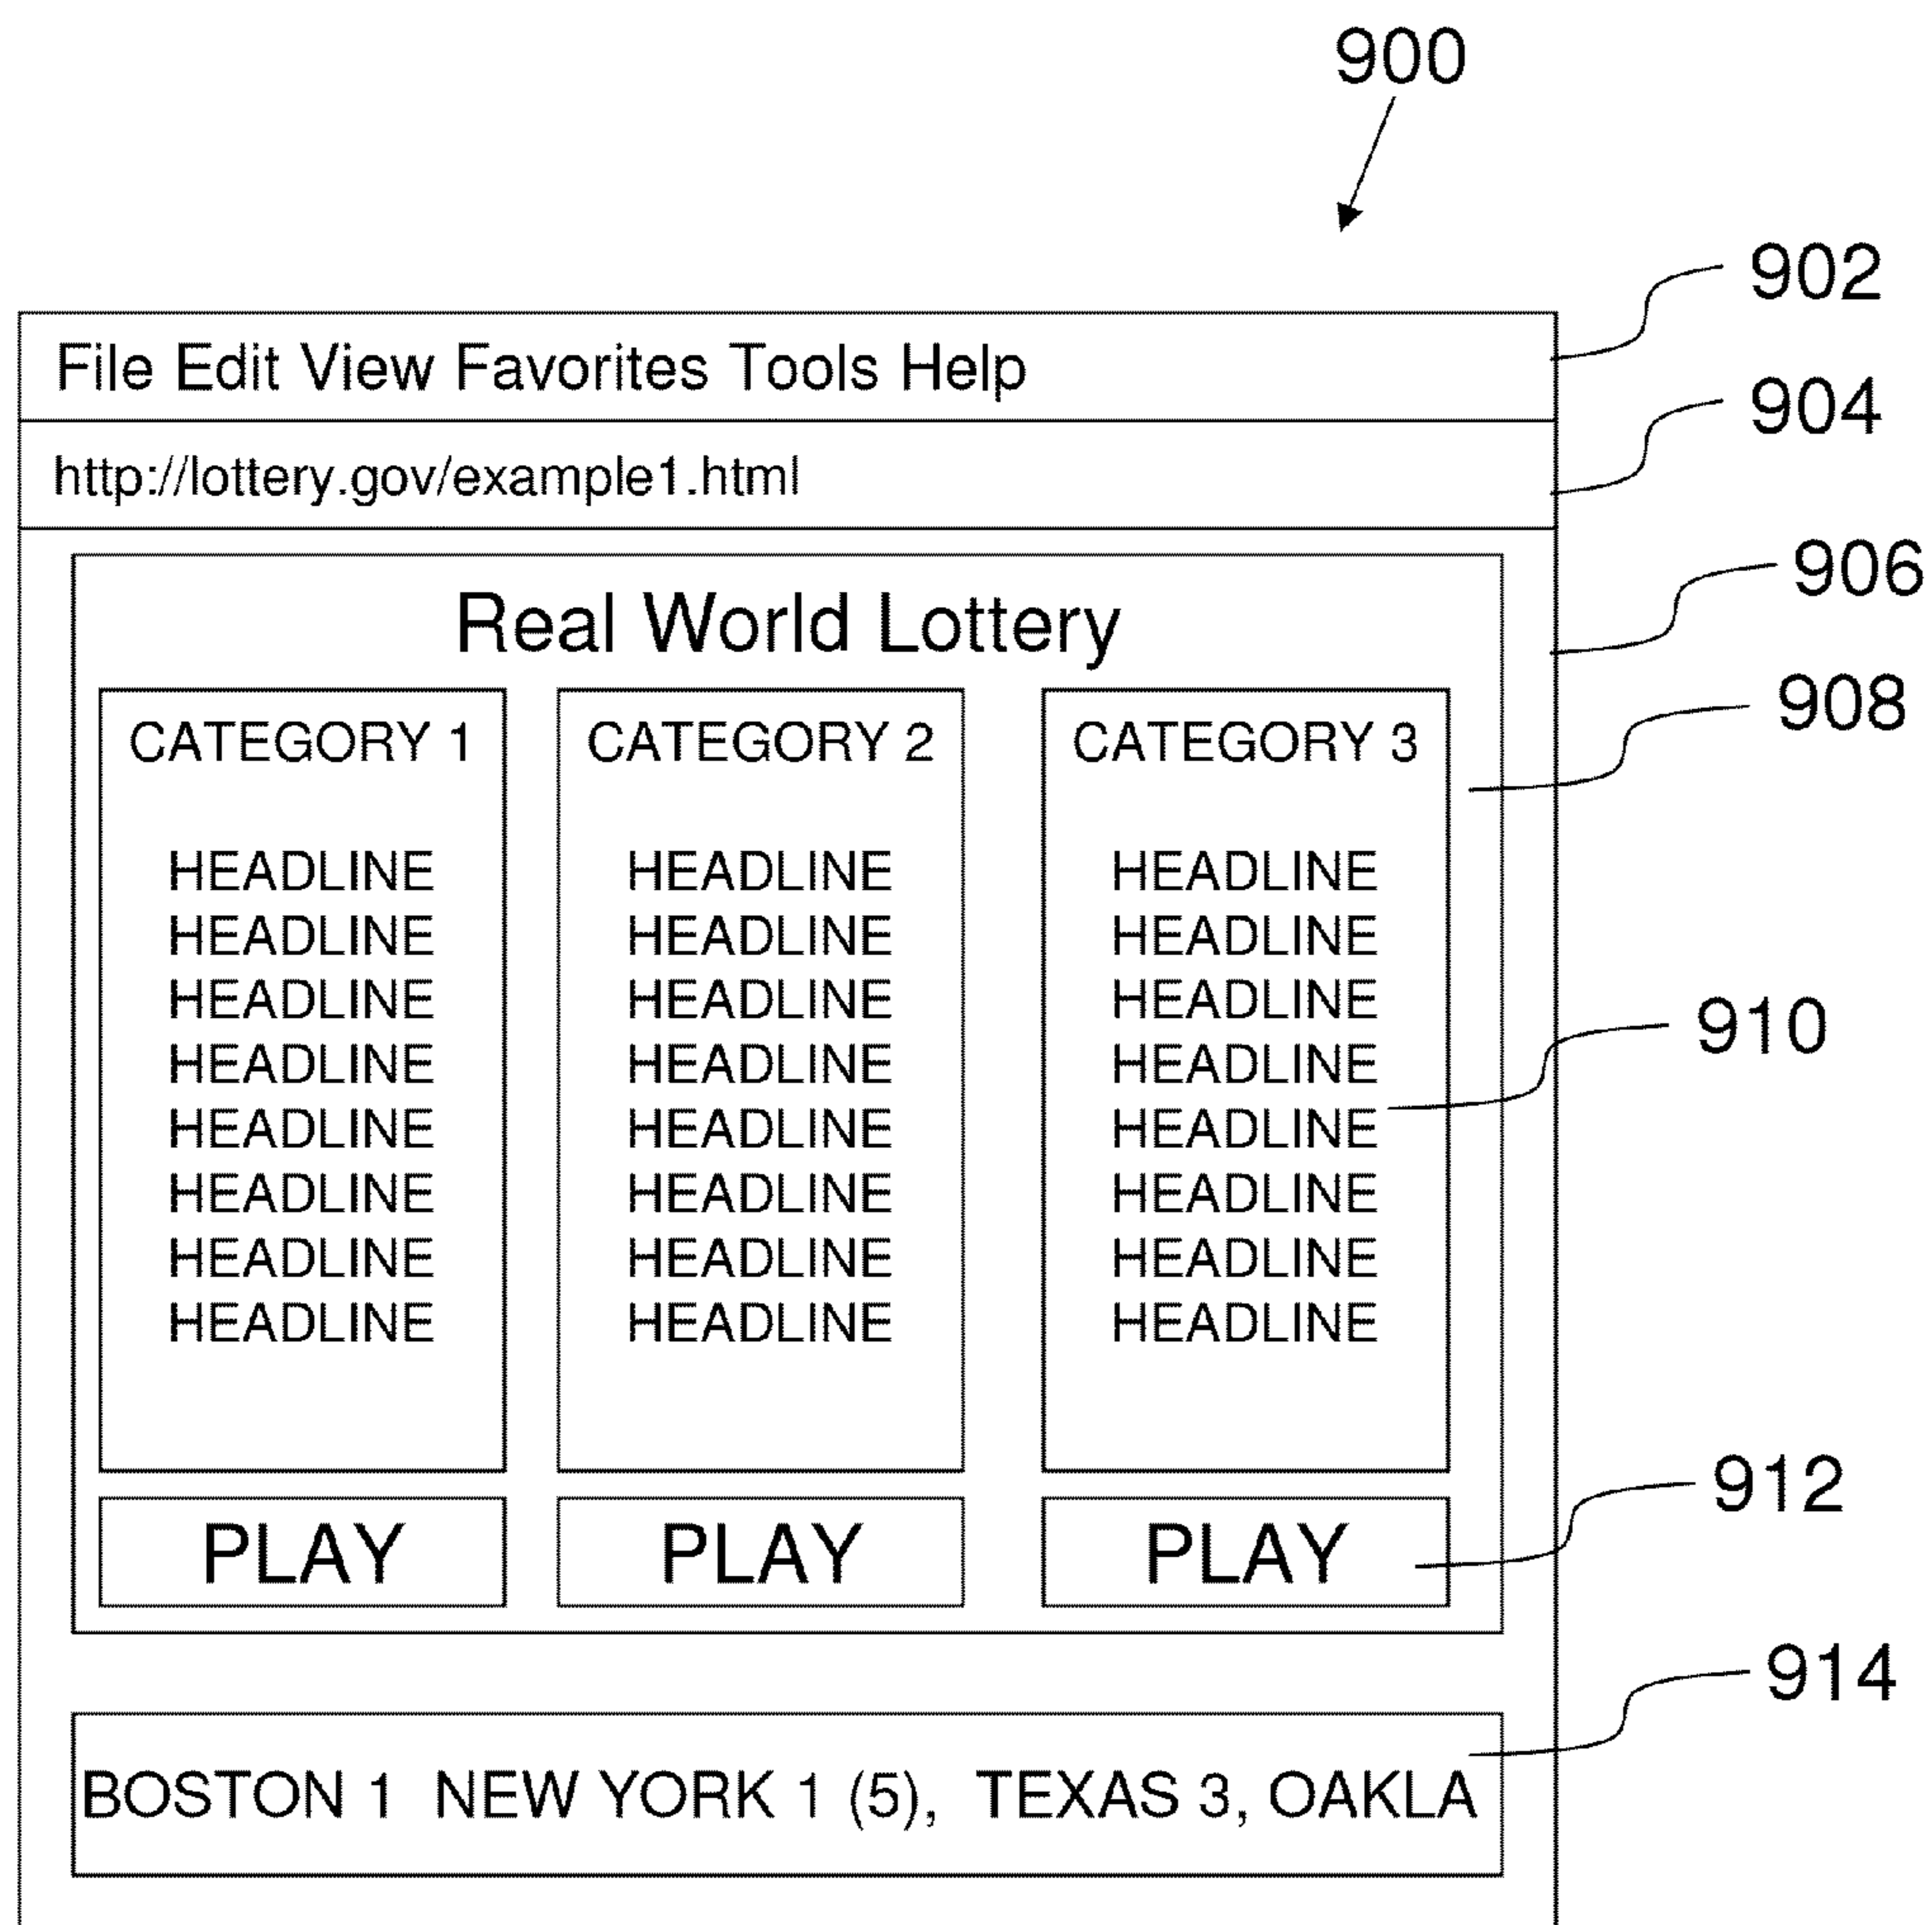 900
902
File Edit View Favorites Tools Help
904
http://lottery.gov/example1.html
906
Real World Lottery
908
CATEGORY 1 CATEGORY 2 CATEGORY 3
HEADLINE HEADLINE HEADLINE
HEADLINE HEADLINE HEADLINE
HEADLINE HEADLINE HEADLINE
910
HEADLINE HEADLINE HEADLINE
HEADLINE HEADLINE HEADLINE
HEADLINE HEADLINE HEADLINE
HEADLINE HEADLINE HEADLINE
HEADLINE HEADLINE HEADLINE
912
PLAY PLAY PLAY
914
BOSTON 1 NEW YORK 1 (5), TEXAS 3, OAKLA